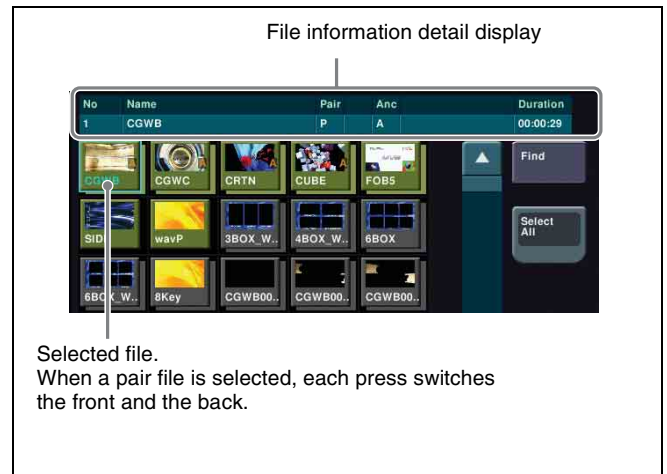 File information detail display
No Name Pair Anc Duration
1 CGWB P A 00:00:29
CGWB CGWC CRTN CUBE FOB5
Find
SIDE wavP 3BOX_W.. 4BOX_W.. 6BOX
Select
All
6BOX_W.. 8Key CGWB00.. CGWB00.. CGWB00..
Selected file.
When a pair file is selected, each press switches
the front and the back.